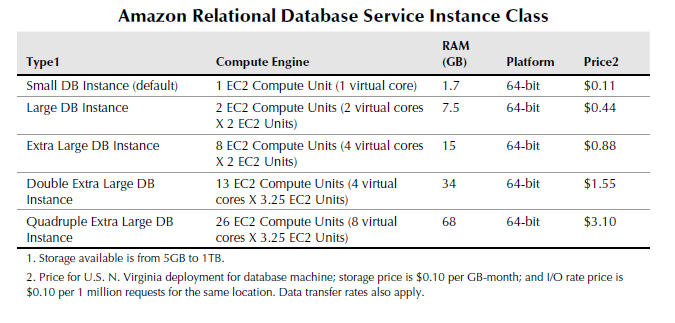 Amazon Relational Database Service Instance Class
RAM
Type1 Compute Engine (GB) Platform Price2
Small DB Instance (default) 1 EC2 Compute Unit (1 virtual core) 1.7 64-bit $0.11
Large DB Instance 2 EC2 Compute Units (2 virtual cores 7.5 64-bit $0.44
X 2 EC2 Units)
Extra Large DB Instance 8 EC2 Compute Units (4 virtual cores 15 64-bit $0.88
X 2 EC2 Units)
Double Extra Large DB 13 EC2 Compute Units (4 virtual 34 64-bit $1.55
Instance cores X 3.25 EC2 Units)
Quadruple Extra Large DB 26 EC2 Compute Units (8 virtual 68 64-bit $3.10
Instance cores X 3.25 EC2 Units)
1. Storage available is from 5GB to 1TB.
2. Price for U.S. N. Virginia deployment for database machine; storage price is $0.10 per GB-month; and I/O rate price is
$0.10 per 1 million requests for the same location. Data transfer rates also apply.